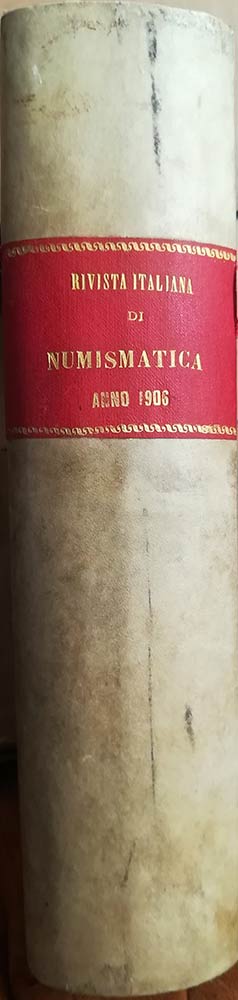 RIVISTA ITALIANA
DI
NUMISMATICA
ANNO 1906